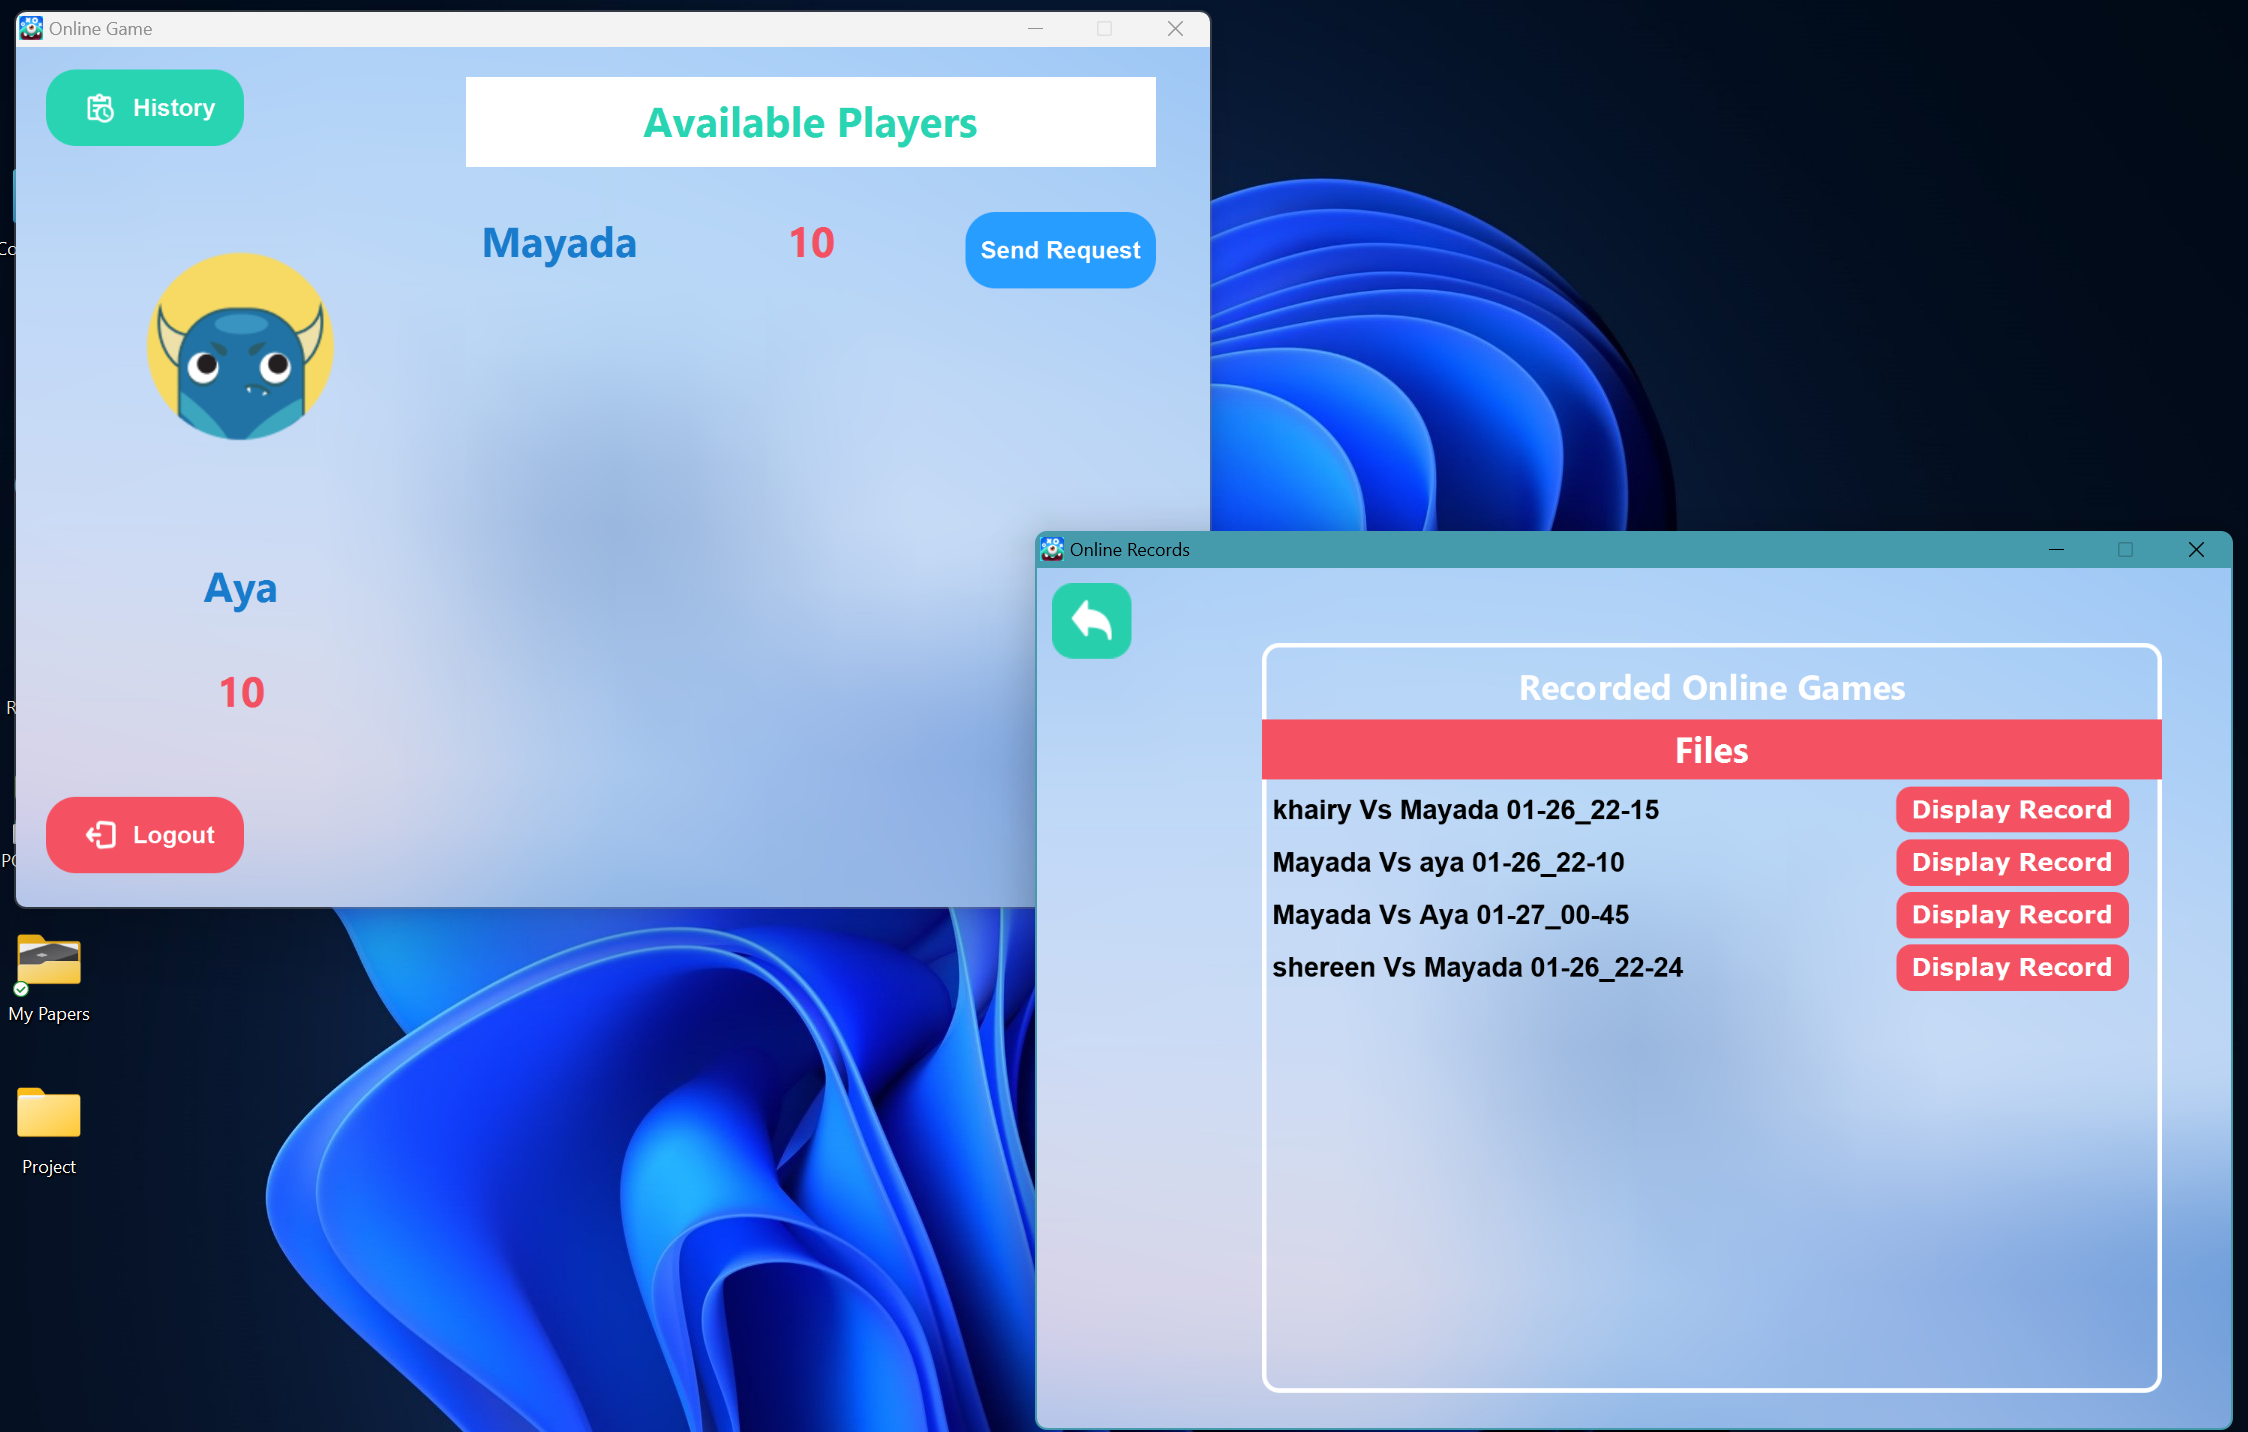 Online Game
History
Available Players
Mayada 10 Send Request
Aya
10
Logout
Online Records
Recorded Online Games
Files
khairy Vs Mayada 01-26_22-15 Display Record
Mayada Vs aya 01-26_22-10 Display Record
Mayada Vs Aya 01-27_00-45 Display Record
shereen Vs Mayada 01-26_22-24 Display Record
My Papers
Project